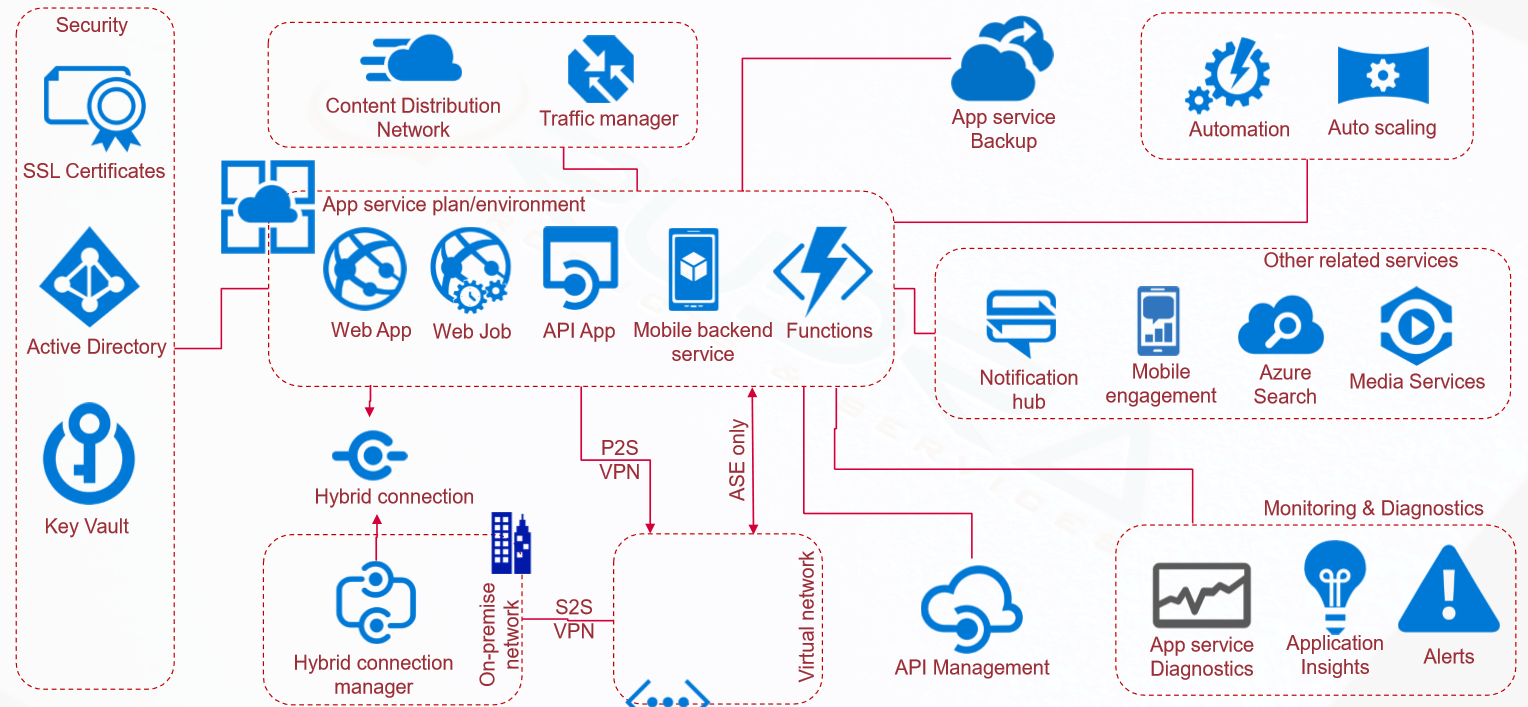 Security
SSL Certificates
Active Directory
Key Vault
Content Distribution
Network
Traffic manager
App service
Backup
Automation
Auto scaling
App service plan/environment
Web App
Web Job
API App
Mobile backend
service
Functions
Other related services
Notification
hub
Mobile
engagement
Azure
Search
Media Services
Hybrid connection
P2S
VPN
ASE only
Hybrid connection
manager
On-premise
network
S2S
VPN
Virtual network
API Management
Monitoring & Diagnostics
App service
Diagnostics
Application
Insights
Alerts